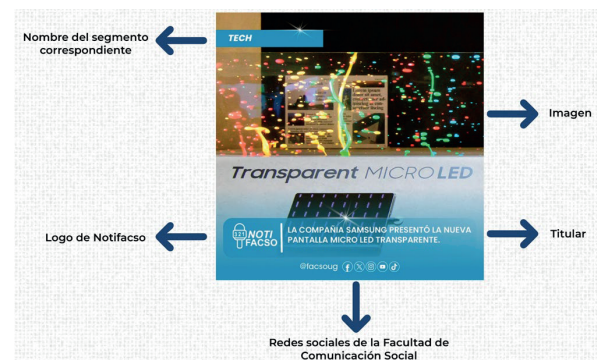 Nombre del segmento
correspondiente
TECH
Imagen
Transparent MICRO LED
Logo de Notifacso
NOTI
FACSO
LA COMPAÑÍA SAMSUNG PRESENTÓ LA NUEVA
PANTALLA MICRO LED TRANSPARENTE.
Titular
@facsoug
Redes sociales de la Facultad de
Comunicación Social